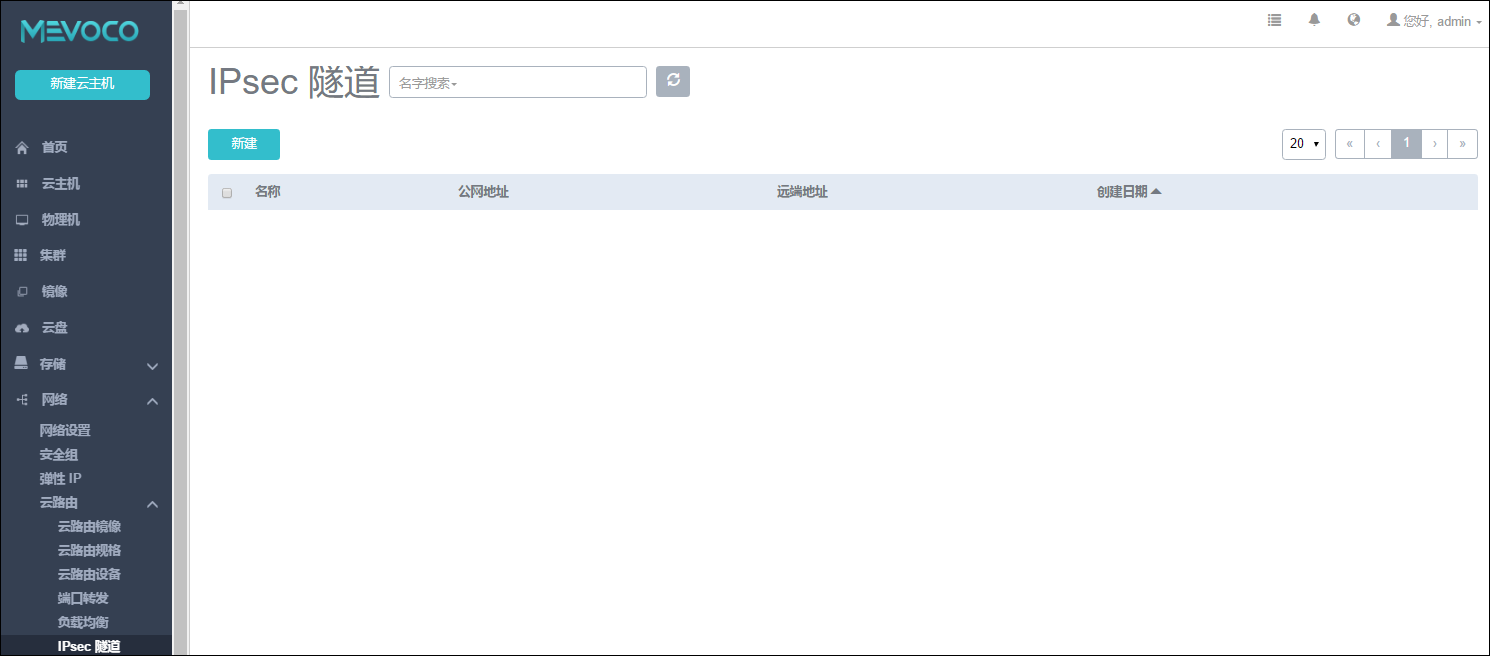 MEVOCO
新建云主机
首页
云主机
物理机
集群
镜像
云盘
存储
网络
网络设置
安全组
弹性 IP
云路由
云路由镜像
云路由规格
云路由设备
端口转发
负载均衡
IPsec 隧道
您好, admin
IPsec 隧道 名字搜索
新建
20 « ‹ 1 › »
名称 公网地址 远端地址 创建日期